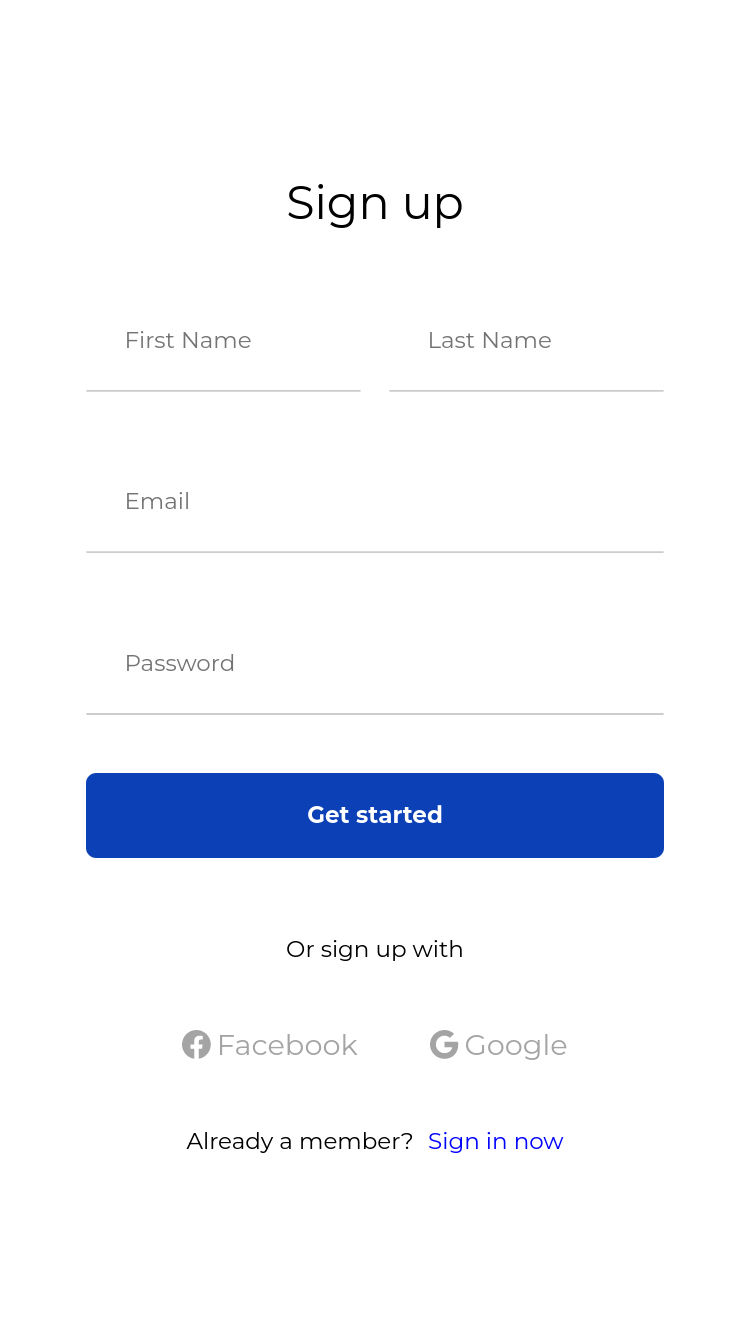 Sign up
First Name Last Name
Email
Password
Get started
Or sign up with
Facebook Google
Already a member? Sign in now